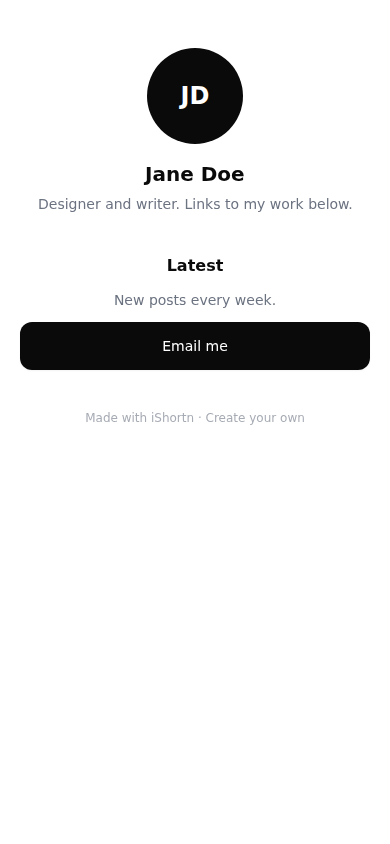 JD
Jane Doe
Designer and writer. Links to my work below.
Latest
New posts every week.
Email me
Made with iShortn · Create your own